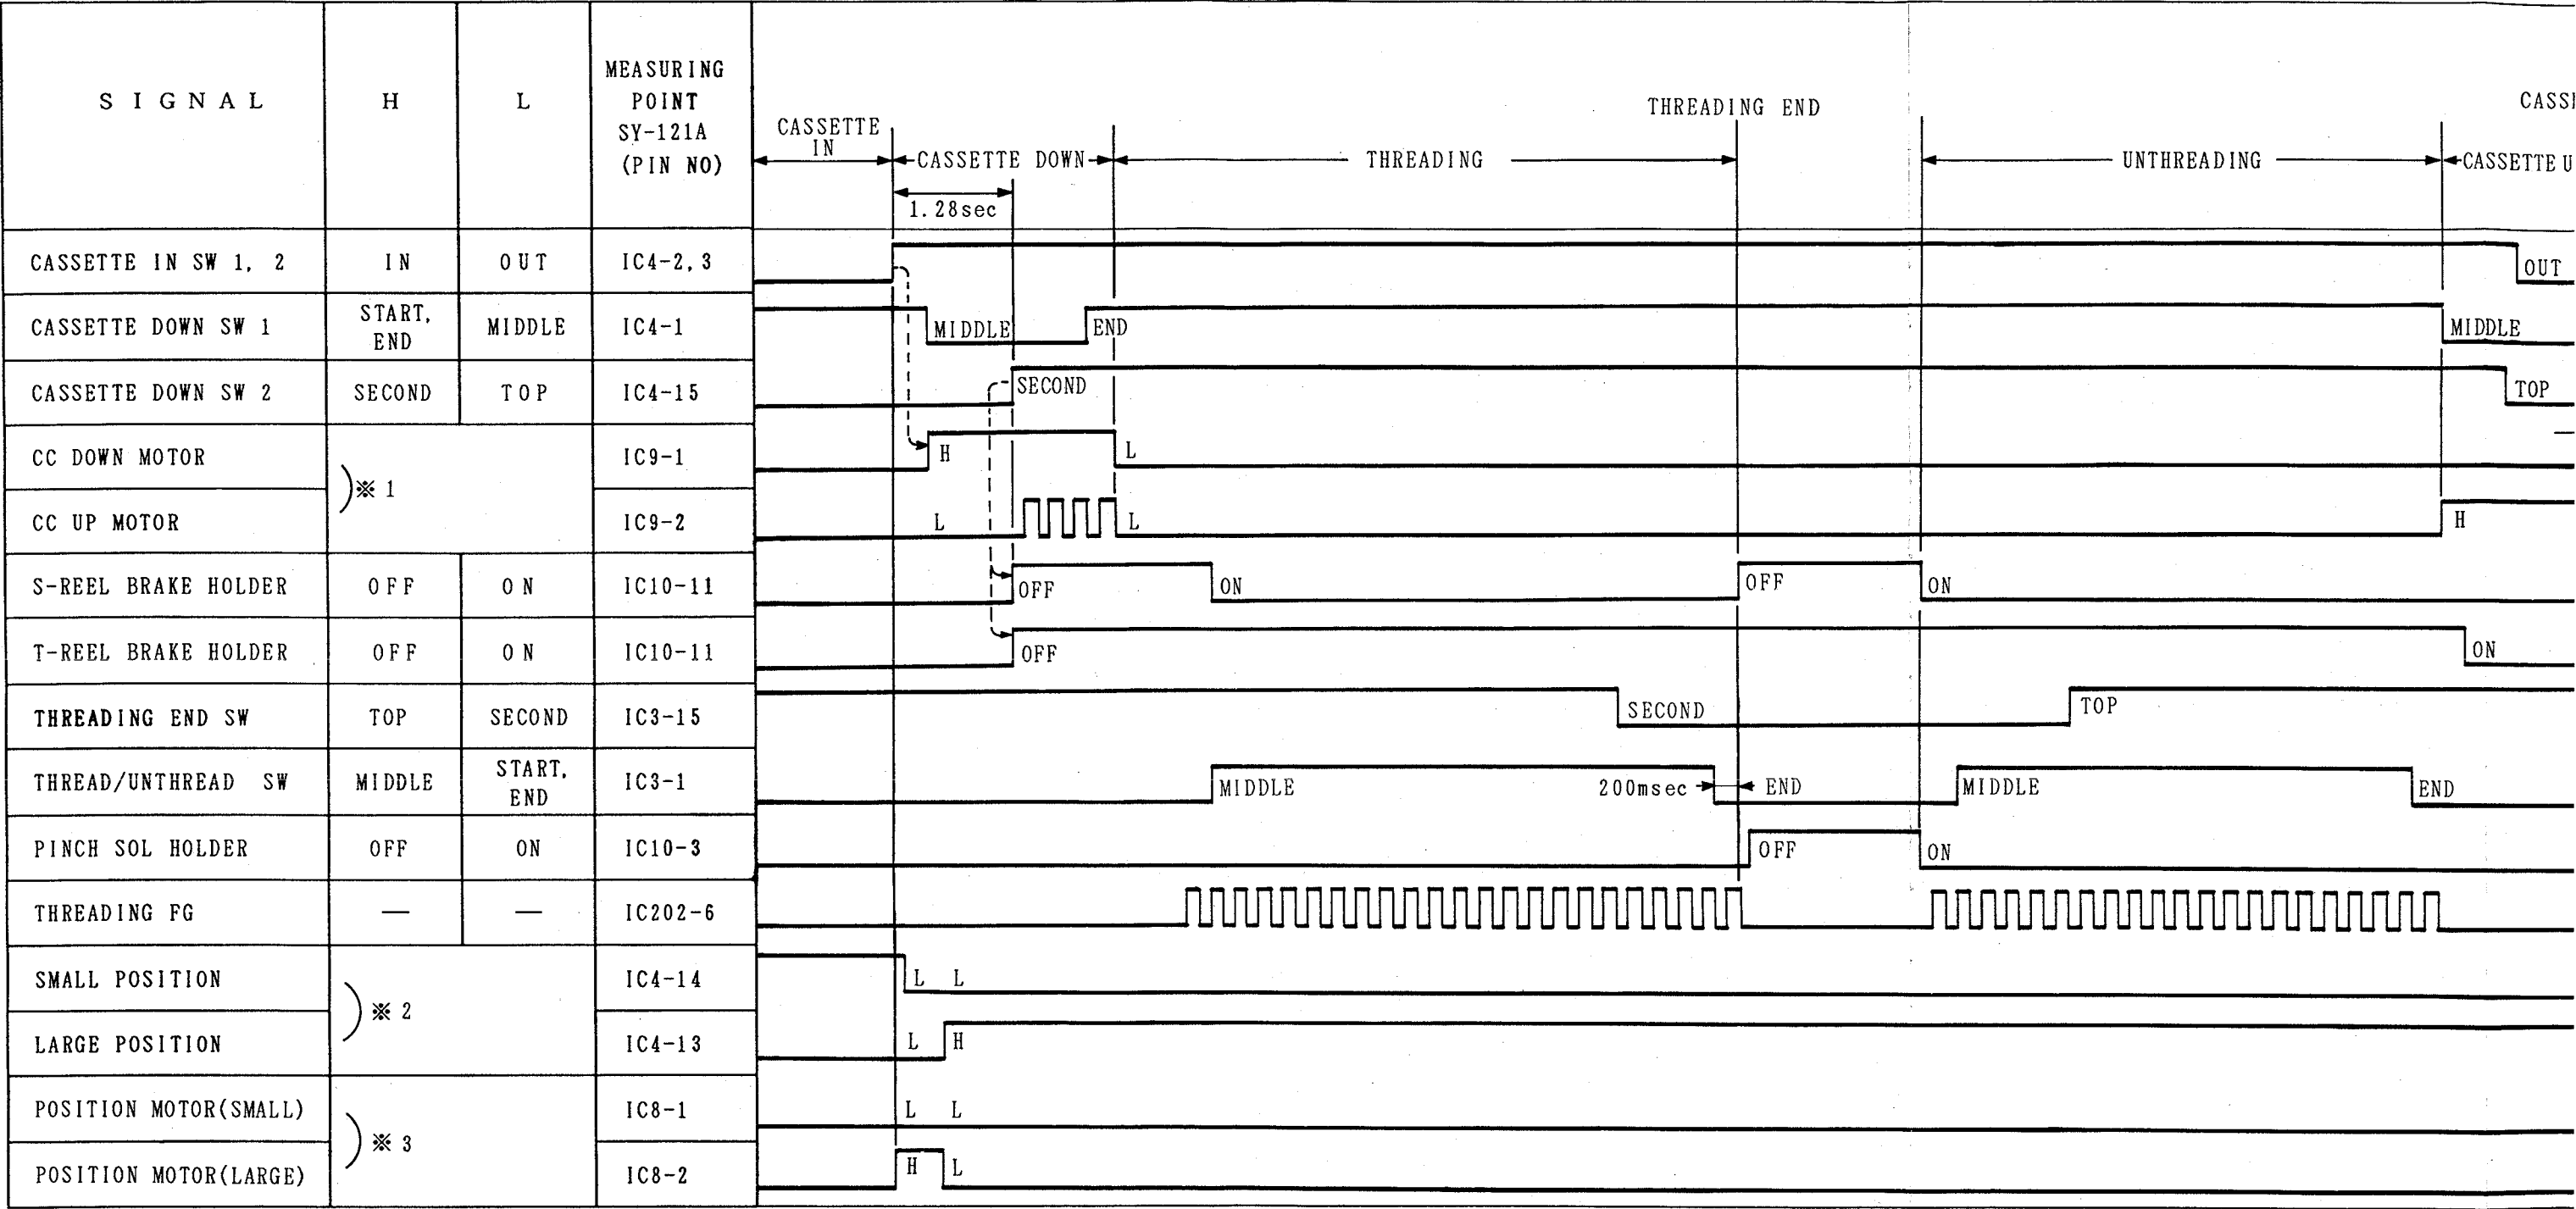 SIGNAL H L MEASURING POINT SY-121A (PIN NO)
THREADING END
CASSETTE IN CASSETTE DOWN THREADING UNTHREADING CASSETTE U
CASSE
1.28sec
CASSETTE IN SW 1, 2 IN OUT IC4-2,3 OUT
CASSETTE DOWN SW 1 START, END MIDDLE IC4-1 MIDDLE END MIDDLE
CASSETTE DOWN SW 2 SECOND TOP IC4-15 SECOND TOP
CC DOWN MOTOR ※1 IC9-1 H L
CC UP MOTOR IC9-2 L L H
S-REEL BRAKE HOLDER OFF ON IC10-11 OFF ON OFF ON
T-REEL BRAKE HOLDER OFF ON IC10-11 OFF ON
THREADING END SW TOP SECOND IC3-15 SECOND TOP
THREAD/UNTHREAD SW MIDDLE START, END IC3-1 MIDDLE 200msec END MIDDLE END
PINCH SOL HOLDER OFF ON IC10-3 OFF ON
THREADING FG — — IC202-6
SMALL POSITION ※2 IC4-14 L L
LARGE POSITION IC4-13 L H
POSITION MOTOR(SMALL) ※3 IC8-1 L L
POSITION MOTOR(LARGE) IC8-2 H L